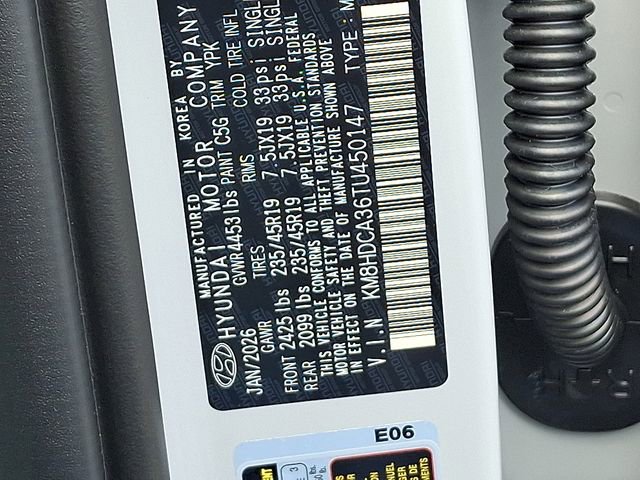 MANUFACTURED IN KOREA BY
HYUNDAI MOTOR COMPANY
JAN/2026 GVWR 4453 lbs PAINT C5G TRIM YPK
GAWR TIRES RIMS COLD TIRE INFL.
FRONT 2425 lbs 235/45R19 7.5JX19 33psi SINGL
REAR 2099 lbs 235/45R19 7.5JX19 33psi SINGL
THIS VEHICLE CONFORMS TO ALL APPLICABLE U.S. FEDERAL
MOTOR VEHICLE SAFETY AND THEFT PREVENTION STANDARDS
IN EFFECT ON THE DATE OF MANUFACTURE SHOWN ABOVE
V.I.N KM8HDCA36TU450147 TYPE : M
E06
RH